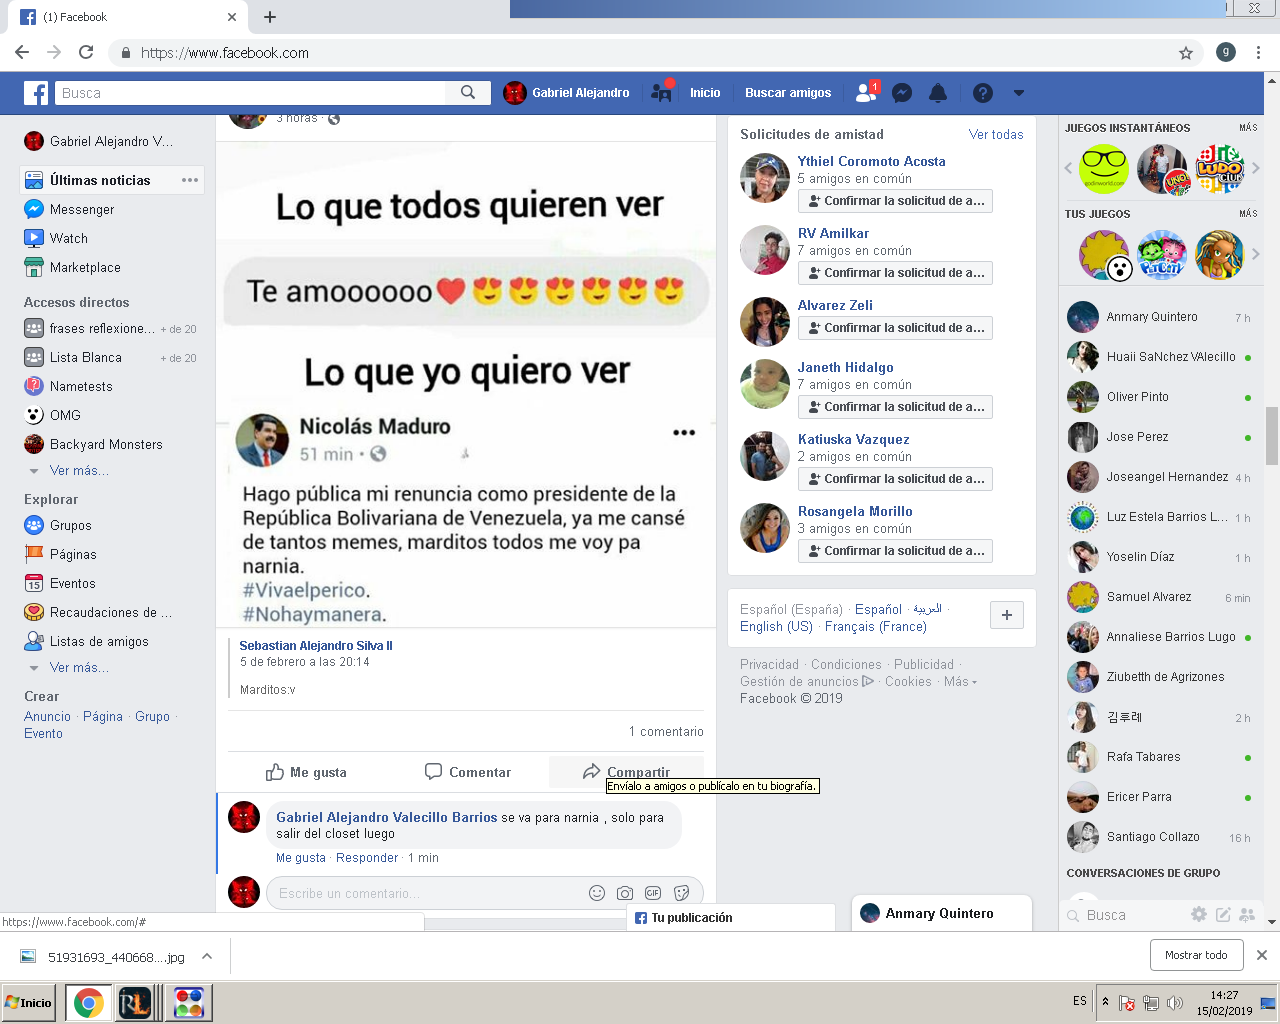 (1) Facebook
https://www.facebook.com
g
Busca
Gabriel Alejandro
Inicio
Buscar amigos
1
Gabriel Alejandro V...
Últimas noticias
Messenger
Watch
Marketplace
Accesos directos
frases reflexione... + de 20
Lista Blanca + de 20
Nametests
OMG
Backyard Monsters
Ver más...
Explorar
Grupos
Páginas
15 Eventos
Recaudaciones de ...
Listas de amigos
Ver más...
Crear
Anuncio · Página · Grupo ·
Evento
3 horas ·
Lo que todos quieren ver
Te amoooooo❤️😍😍😍😍😍😍
Lo que yo quiero ver
Nicolás Maduro
51 min ·
Hago pública mi renuncia como presidente de la
República Bolivariana de Venezuela, ya me cansé
de tantos memes, marditos todos me voy pa
narnia.
#Vivaelperico.
#Nohaymanera.
Sebastian Alejandro Silva II
5 de febrero a las 20:14
Marditos:v
1 comentario
Me gusta
Comentar
Compartir
Envíalo a amigos o publícalo en tu biografía.
Gabriel Alejandro Valecillo Barrios se va para narnia , solo para
salir del closet luego
Me gusta · Responder · 1 min
Escribe un comentario...
GIF
Tu publicación
Anmary Quintero
Solicitudes de amistad Ver todas
Ythiel Coromoto Acosta
5 amigos en común
Confirmar la solicitud de a...
RV Amilkar
7 amigos en común
Confirmar la solicitud de a...
Alvarez Zeli
Confirmar la solicitud de a...
Janeth Hidalgo
7 amigos en común
Confirmar la solicitud de a...
Katiuska Vazquez
2 amigos en común
Confirmar la solicitud de a...
Rosangela Morillo
3 amigos en común
Confirmar la solicitud de a...
Español (España) · Español · العربية ·
English (US) · Français (France)
Privacidad · Condiciones · Publicidad ·
Gestión de anuncios · Cookies · Más
Facebook © 2019
JUEGOS INSTANTÁNEOS MÁS
UNO
LUDO
club
TUS JUEGOS MÁS
PET CITY
Anmary Quintero 7 h
Huaii SaNchez VAlecillo
Oliver Pinto
Jose Perez
Joseangel Hernandez 4 h
Luz Estela Barrios L... 1 h
Yoselin Díaz 1 h
Samuel Alvarez 6 min
Annaliese Barrios Lugo
Ziubetth de Agrizones
김후례 2 h
Rafa Tabares
Ericer Parra
Santiago Collazo 16 h
CONVERSACIONES DE GRUPO
Busca
https://www.facebook.com/#
51931693_440668....jpg
Mostrar todo
Inicio
RL
ES
14:27
15/02/2019